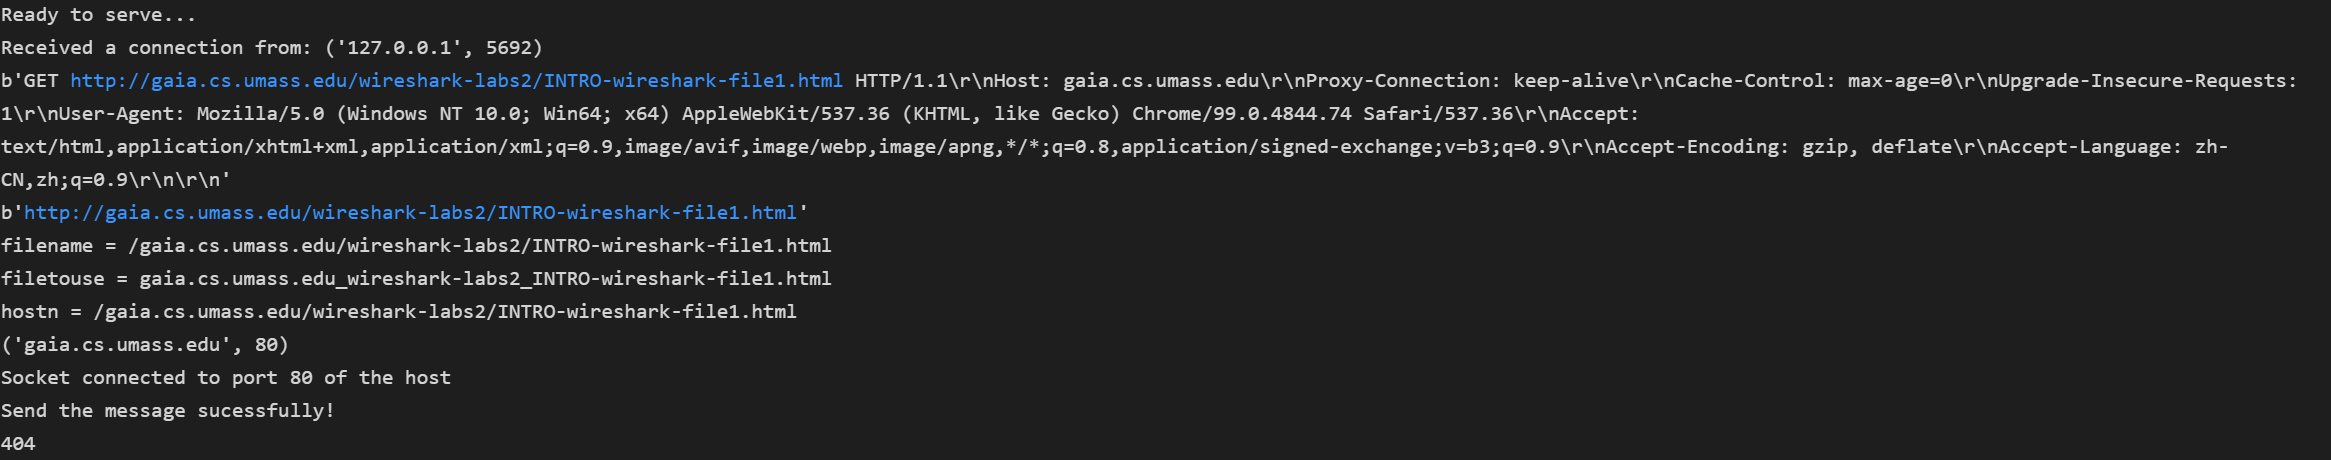 Ready to serve...
Received a connection from: ('127.0.0.1', 5692)
b'GET http://gaia.cs.umass.edu/wireshark-labs2/INTRO-wireshark-file1.html HTTP/1.1\r\nHost: gaia.cs.umass.edu\r\nProxy-Connection: keep-alive\r\nCache-Control: max-age=0\r\nUpgrade-Insecure-Requests:
1\r\nUser-Agent: Mozilla/5.0 (Windows NT 10.0; Win64; x64) AppleWebKit/537.36 (KHTML, like Gecko) Chrome/99.0.4844.74 Safari/537.36\r\nAccept:
text/html,application/xhtml+xml,application/xml;q=0.9,image/avif,image/webp,image/apng,*/*;q=0.8,application/signed-exchange;v=b3;q=0.9\r\nAccept-Encoding: gzip, deflate\r\nAccept-Language: zh-
CN,zh;q=0.9\r\n\r\n'
b'http://gaia.cs.umass.edu/wireshark-labs2/INTRO-wireshark-file1.html'
filename = /gaia.cs.umass.edu/wireshark-labs2/INTRO-wireshark-file1.html
filetouse = gaia.cs.umass.edu_wireshark-labs2_INTRO-wireshark-file1.html
hostn = /gaia.cs.umass.edu/wireshark-labs2/INTRO-wireshark-file1.html
('gaia.cs.umass.edu', 80)
Socket connected to port 80 of the host
Send the message sucessfully!
404